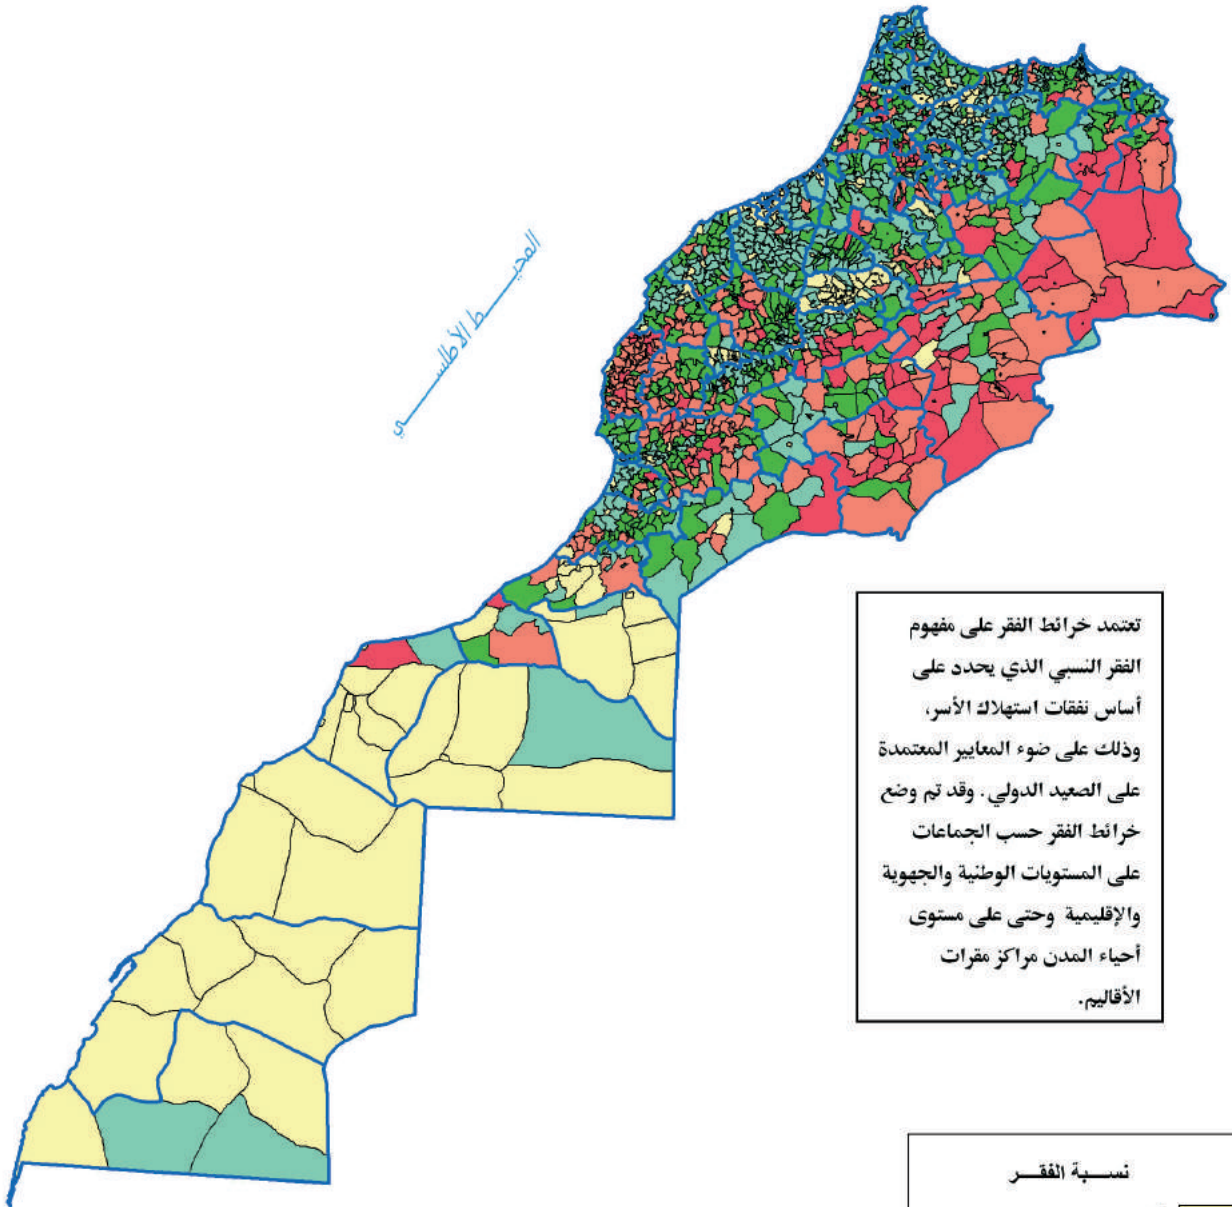 المحيــط الأطلســي
تعتمد خرائط الفقر على مفهوم
الفقر النسبي الذي يحدد على
أساس نفقات استهلاك الأسر،
وذلك على ضوء المعايير المعتمدة
على الصعيد الدولي. وقد تم وضع
خرائط الفقر حسب الجماعات
على المستويات الوطنية والجهوية
والإقليمية وحتى على مستوى
أحياء المدن مراكز مقرات
الأقاليم.
نســبة الفقــر